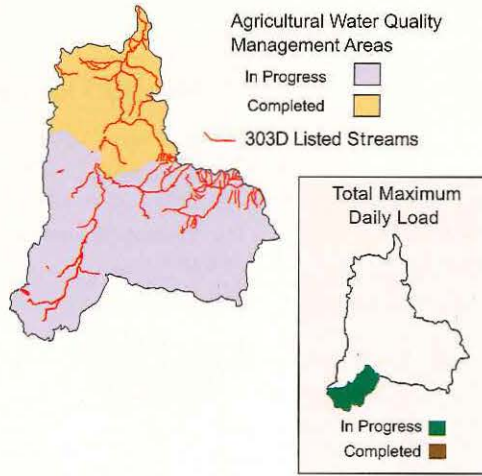 Agricultural Water Quality
Management Areas
In Progress
Completed
303D Listed Streams
Total Maximum
Daily Load
In Progress
Completed